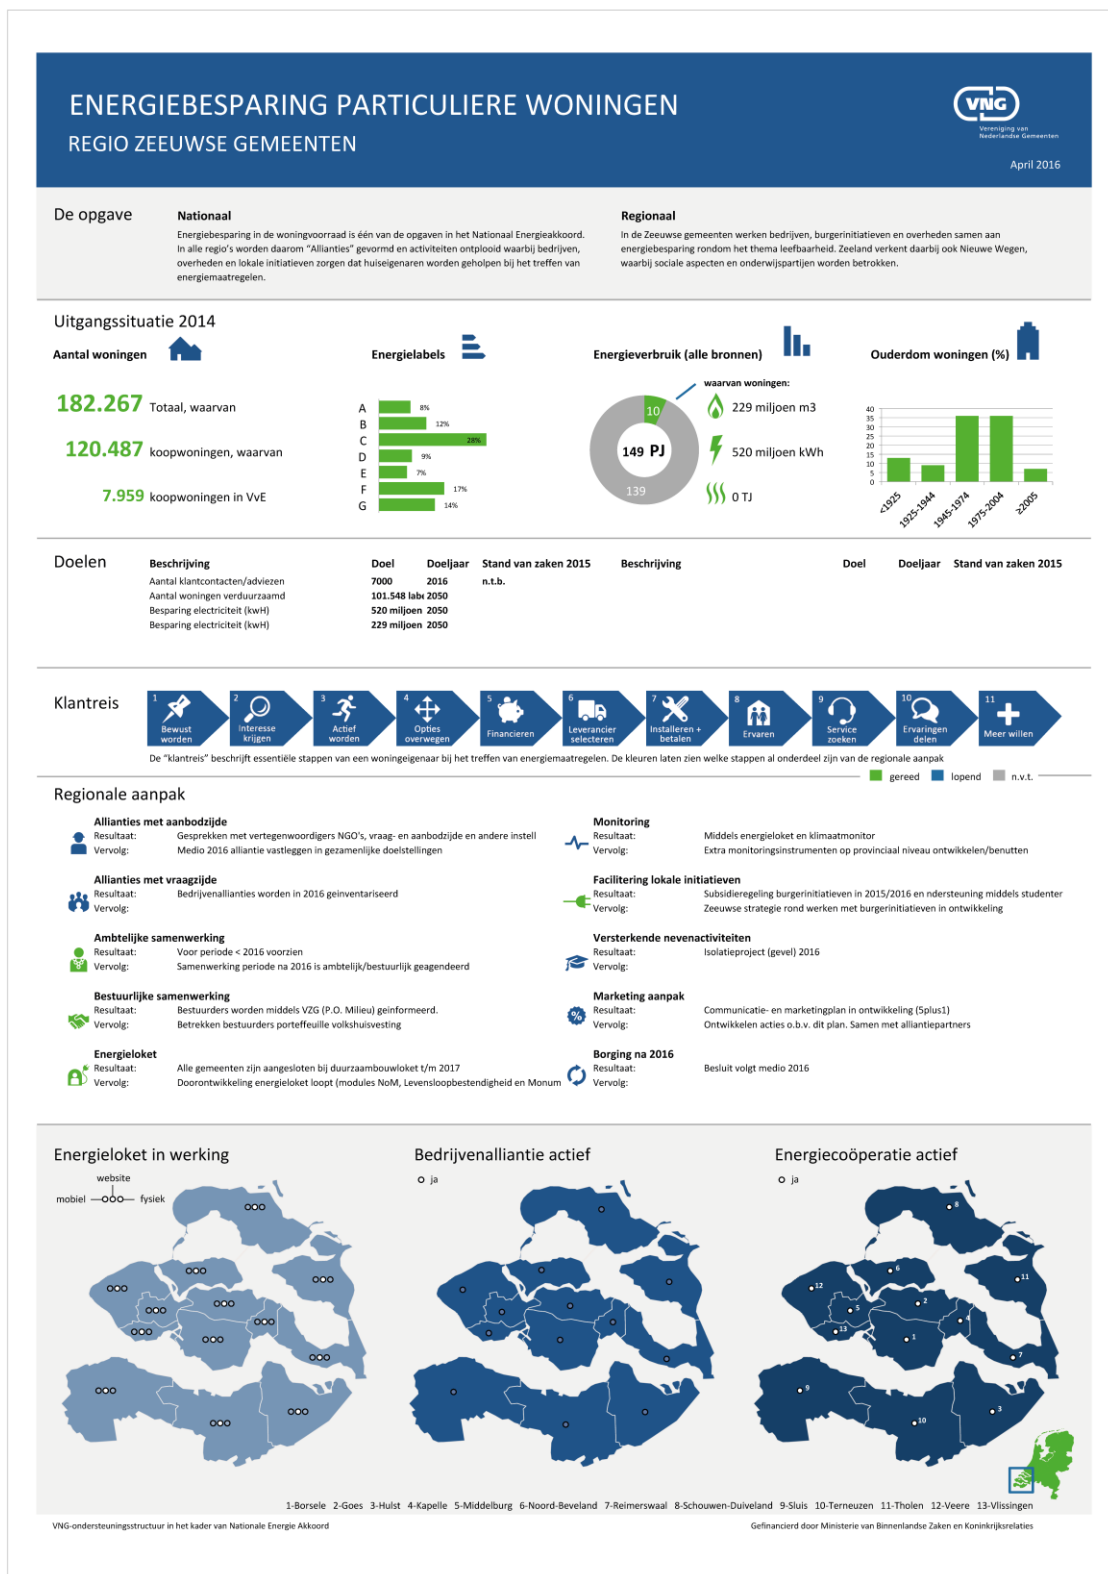 ENERGIEBESPARING PARTICULIERE WONINGEN
REGIO ZEEUWSE GEMEENTEN
VNG
Vereniging van
Nederlandse Gemeenten
April 2016
De opgave
Nationaal
Energiebesparing in de woningvoorraad is één van de opgaven in het Nationaal Energieakkoord.
In alle regio's worden daarom "Allianties" gevormd en activiteiten ontplooid waarbij bedrijven,
overheden en lokale initiatieven zorgen dat huiseigenaren worden geholpen bij het treffen van
energiemaatregelen.
Regionaal
In de Zeeuwse gemeenten werken bedrijven, burgerinitiatieven en overheden samen aan
energiebesparing rondom het thema leefbaarheid. Zeeland verkent daarbij ook Nieuwe Wegen,
waarbij sociale aspecten en onderwijspartijen worden betrokken.
Uitgangssituatie 2014
Aantal woningen
182.267 Totaal, waarvan
120.487 koopwoningen, waarvan
7.959 koopwoningen in VvE
Energielabels
A 8%
B 12%
C 28%
D 9%
E 7%
F 17%
G 14%
Energieverbruik (alle bronnen)
waarvan woningen:
10
149 PJ
139
229 miljoen m3
520 miljoen kWh
0 TJ
Ouderdom woningen (%)
40
35
30
25
20
15
10
5
0
<1925
1925-1944
1945-1974
1975-2004
≥2005
Doelen
Beschrijving Doel Doeljaar Stand van zaken 2015 Beschrijving Doel Doeljaar Stand van zaken 2015
Aantal klantcontacten/adviezen 7000 2016 n.t.b.
Aantal woningen verduurzaamd 101.548 labe 2050
Besparing electriciteit (kwH) 520 miljoen 2050
Besparing electriciteit (kwH) 229 miljoen 2050
Klantreis
1 Bewust worden
2 Interesse krijgen
3 Actief worden
4 Opties overwegen
5 Financieren
6 Leverancier selecteren
7 Installeren + betalen
8 Ervaren
9 Service zoeken
10 Ervaringen delen
11 Meer willen
De "klantreis" beschrijft essentiële stappen van een woningeigenaar bij het treffen van energiemaatregelen. De kleuren laten zien welke stappen al onderdeel zijn van de regionale aanpak
gereed lopend n.v.t.
Regionale aanpak
Allianties met aanbodzijde
Resultaat: Gesprekken met vertegenwoordigers NGO's, vraag- en aanbodzijde en andere instell
Vervolg: Medio 2016 alliantie vastleggen in gezamenlijke doelstellingen
Allianties met vraagzijde
Resultaat: Bedrijvenallianties worden in 2016 geinventariseerd
Vervolg:
Ambtelijke samenwerking
Resultaat: Voor periode < 2016 voorzien
Vervolg: Samenwerking periode na 2016 is ambtelijk/bestuurlijk geagendeerd
Bestuurlijke samenwerking
Resultaat: Bestuurders worden middels VZG (P.O. Milieu) geinformeerd.
Vervolg: Betrekken bestuurders porteffeuille volkshuisvesting
Energieloket
Resultaat: Alle gemeenten zijn aangesloten bij duurzaambouwloket t/m 2017
Vervolg: Doorontwikkeling energieloket loopt (modules NoM, Levensloopbestendigheid en Monum
Monitoring
Resultaat: Middels energieloket en klimaatmonitor
Vervolg: Extra monitoringsinstrumenten op provinciaal niveau ontwikkelen/benutten
Facilitering lokale initiatieven
Resultaat: Subsidieregeling burgerinitiatieven in 2015/2016 en ndersteuning middels studenter
Vervolg: Zeeuwse strategie rond werken met burgerinitiatieven in ontwikkeling
Versterkende nevenactiviteiten
Resultaat: Isolatieproject (gevel) 2016
Vervolg:
Marketing aanpak
Resultaat: Communicatie- en marketingplan in ontwikkeling (5plus1)
Vervolg: Ontwikkelen acties o.b.v. dit plan. Samen met alliantiepartners
Borging na 2016
Resultaat: Besluit volgt medio 2016
Vervolg:
Energieloket in werking
website
mobiel fysiek
Bedrijvenalliantie actief
ja
Energiecoöperatie actief
ja
8
6
11
12
2
5
4
13
1
7
9
3
10
1-Borsele 2-Goes 3-Hulst 4-Kapelle 5-Middelburg 6-Noord-Beveland 7-Reimerswaal 8-Schouwen-Duiveland 9-Sluis 10-Terneuzen 11-Tholen 12-Veere 13-Vlissingen
VNG-ondersteuningsstructuur in het kader van Nationale Energie Akkoord
Gefinancierd door Ministerie van Binnenlandse Zaken en Koninkrijksrelaties